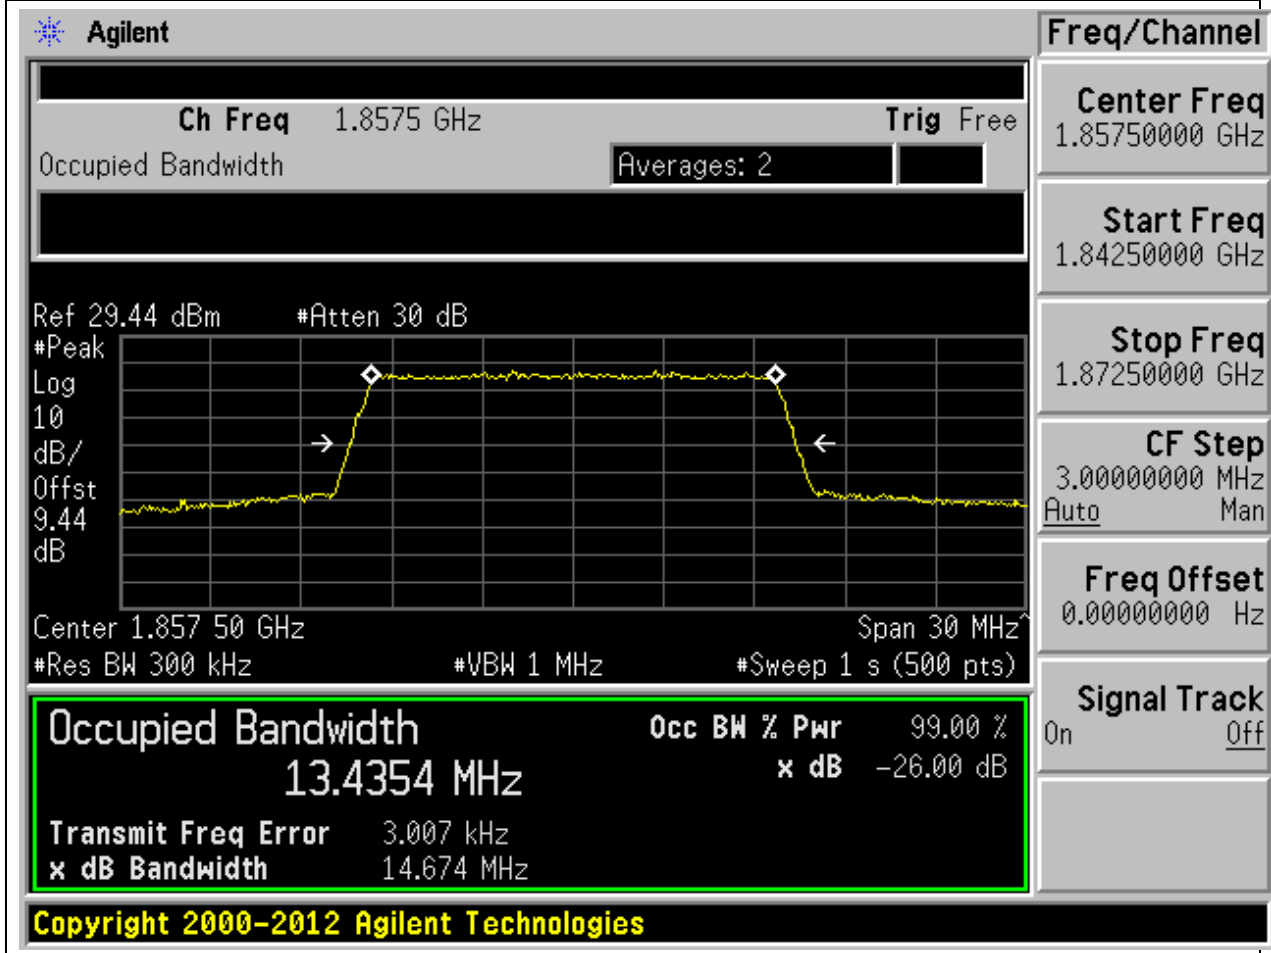 Agilent
Freq/Channel
Ch Freq 1.8575 GHz Trig Free
Occupied Bandwidth Averages: 2
Ref 29.44 dBm #Atten 30 dB
#Peak
Log
10
dB/
Offst
9.44
dB
Center 1.857 50 GHz Span 30 MHz^
#Res BW 300 kHz #VBW 1 MHz #Sweep 1 s (500 pts)
Occupied Bandwidth Occ BW % Pwr 99.00 %
13.4354 MHz x dB -26.00 dB
Transmit Freq Error 3.007 kHz
x dB Bandwidth 14.674 MHz
Copyright 2000-2012 Agilent Technologies
Center Freq
1.85750000 GHz
Start Freq
1.84250000 GHz
Stop Freq
1.87250000 GHz
CF Step
3.00000000 MHz
Auto Man
Freq Offset
0.00000000 Hz
Signal Track
On Off